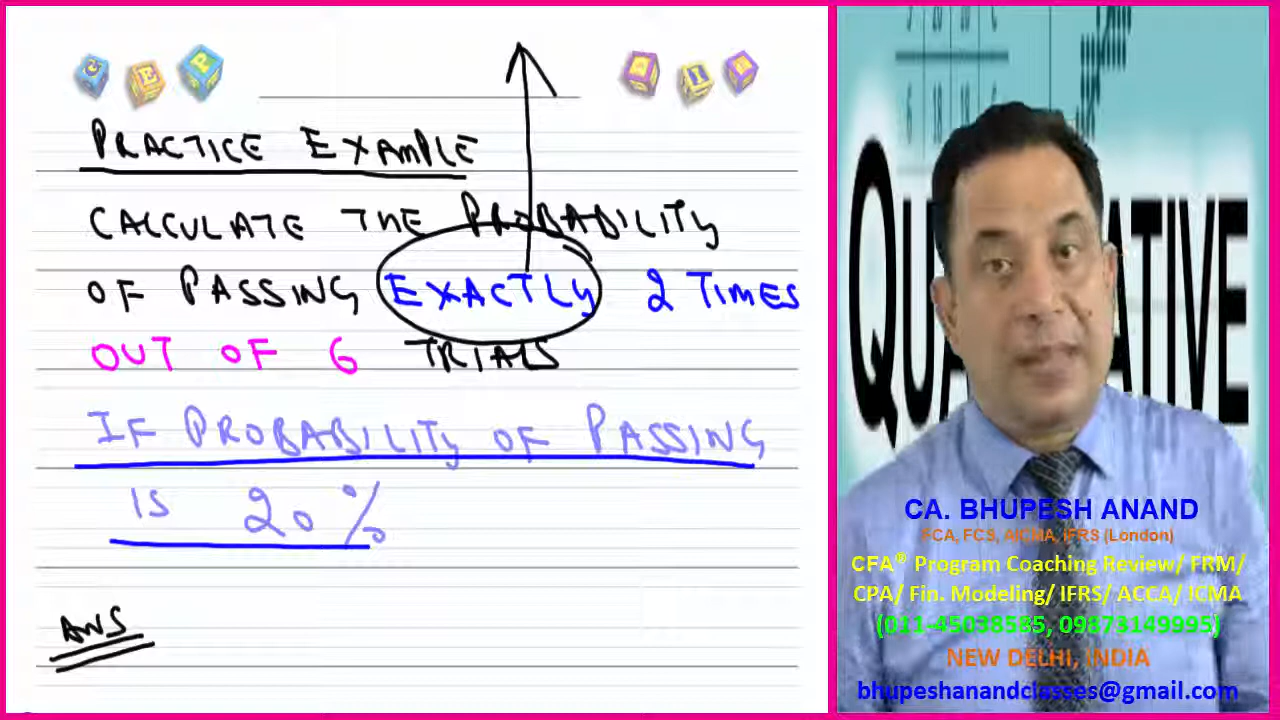 PRACTICE EXAMPLE
CALCULATE THE PROBABILITY
OF PASSING EXACTLY 2 TIMES
OUT OF 6 TRIALS
IF PROBABILITY OF PASSING
IS 20%
ANS
QUANTITATIVE
CA. BHUPESH ANAND
FCA, FCS, AICMA, IFRS (London)
CFA® Program Coaching Review/ FRM/
CPA/ Fin. Modeling/ IFRS/ ACCA/ ICMA
(011-45038585, 09873149995)
NEW DELHI, INDIA
bhupeshanandclasses@gmail.com